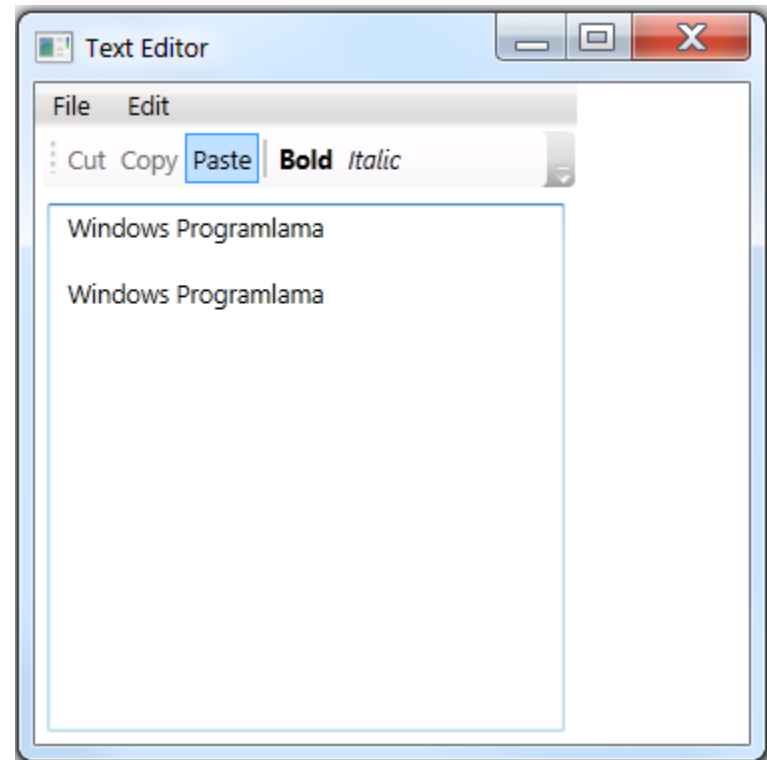 Text Editor
File Edit
Cut Copy Paste Bold Italic
Windows Programlama
Windows Programlama